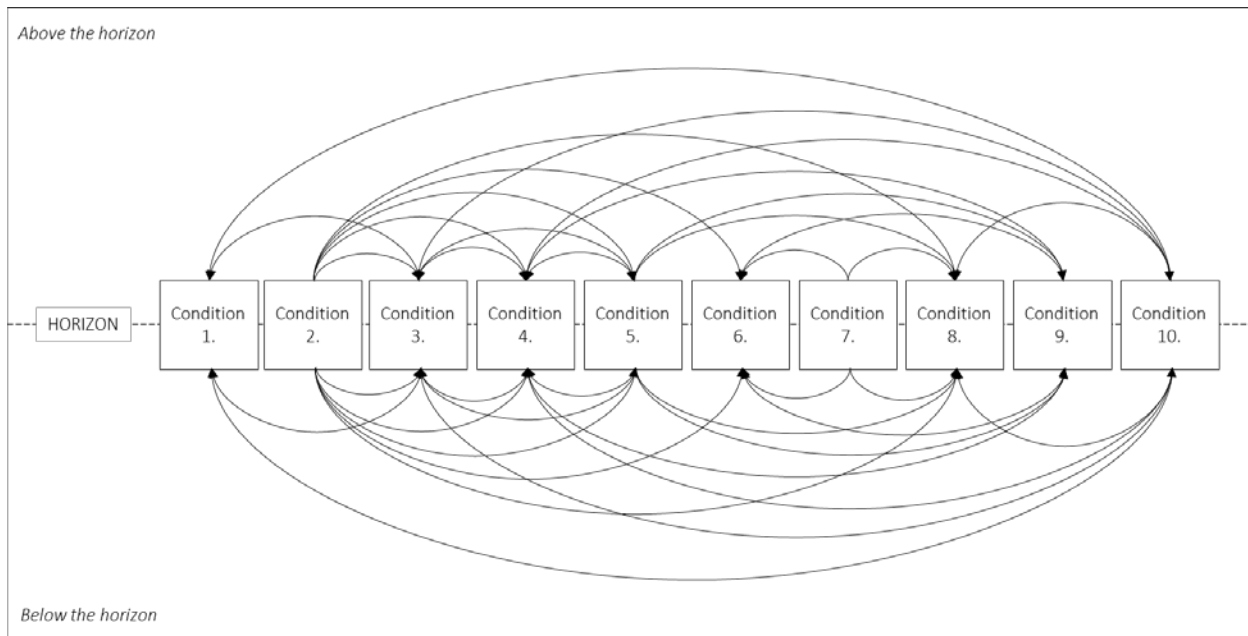 Above the horizon
HORIZON
Condition
1.
Condition
2.
Condition
3.
Condition
4.
Condition
5.
Condition
6.
Condition
7.
Condition
8.
Condition
9.
Condition
10.
Below the horizon